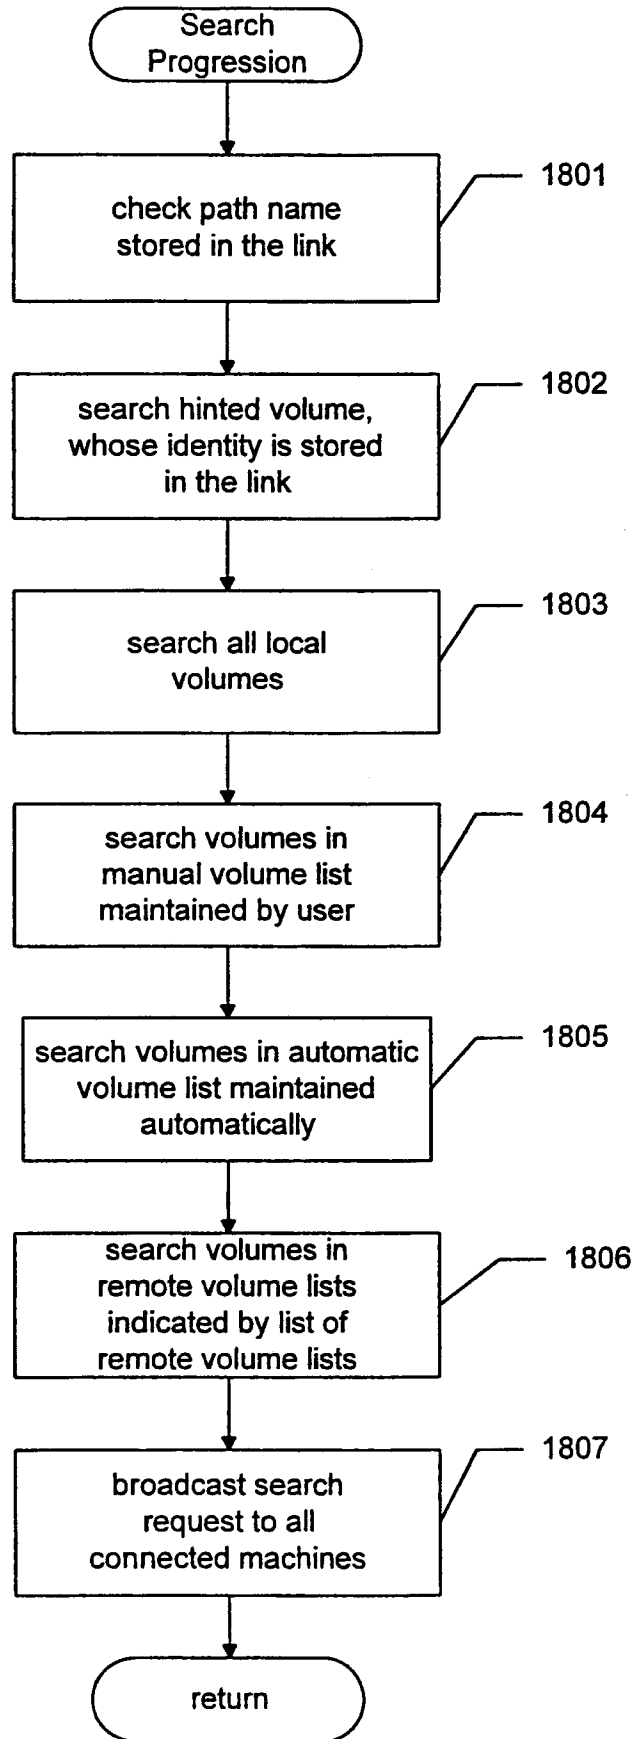 Search
Progression
1801
check path name
stored in the link
1802
search hinted volume,
whose identity is stored
in the link
1803
search all local
volumes
1804
search volumes in
manual volume list
maintained by user
1805
search volumes in automatic
volume list maintained
automatically
1806
search volumes in
remote volume lists
indicated by list of
remote volume lists
1807
broadcast search
request to all
connected machines
return